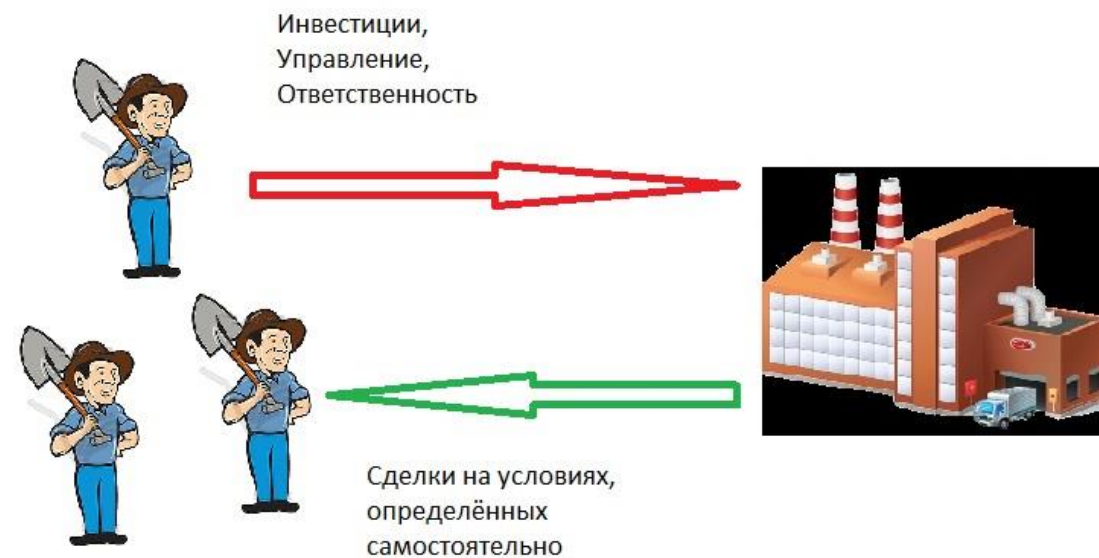 Инвестиции,
Управление,
Ответственность
Сделки на условиях,
определённых
самостоятельно